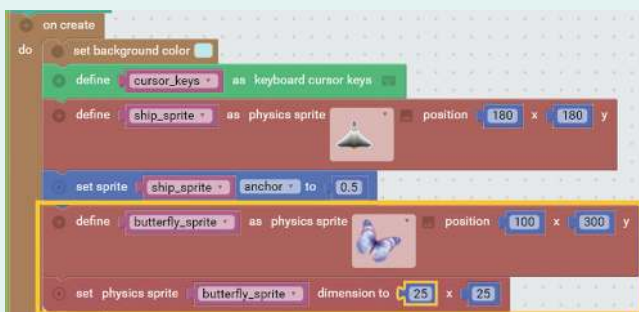 on create
do set background color
define cursor_keys as keyboard cursor keys
define ship_sprite as physics sprite position 180 x 180 y
set sprite ship_sprite anchor to 0.5
define butterfly_sprite as physics sprite position 100 x 300 y
set physics sprite butterfly_sprite dimension to 25 x 25